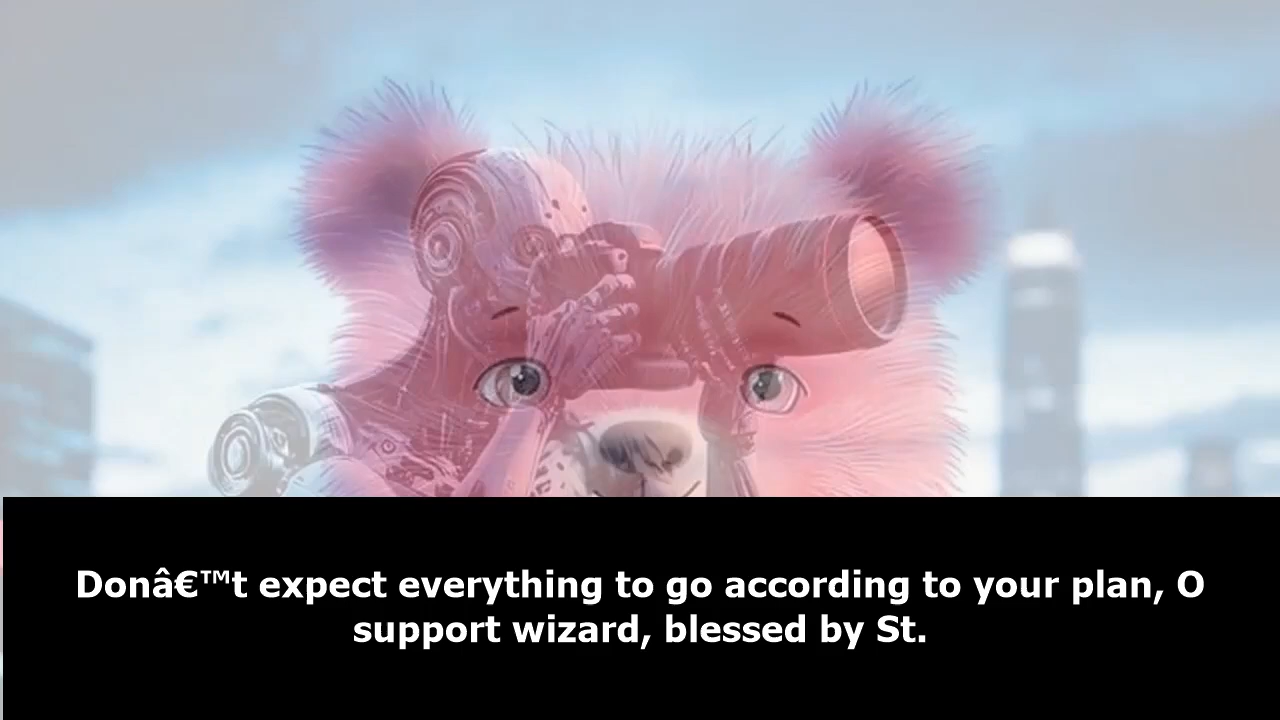 Donâ€™t expect everything to go according to your plan, O
support wizard, blessed by St.